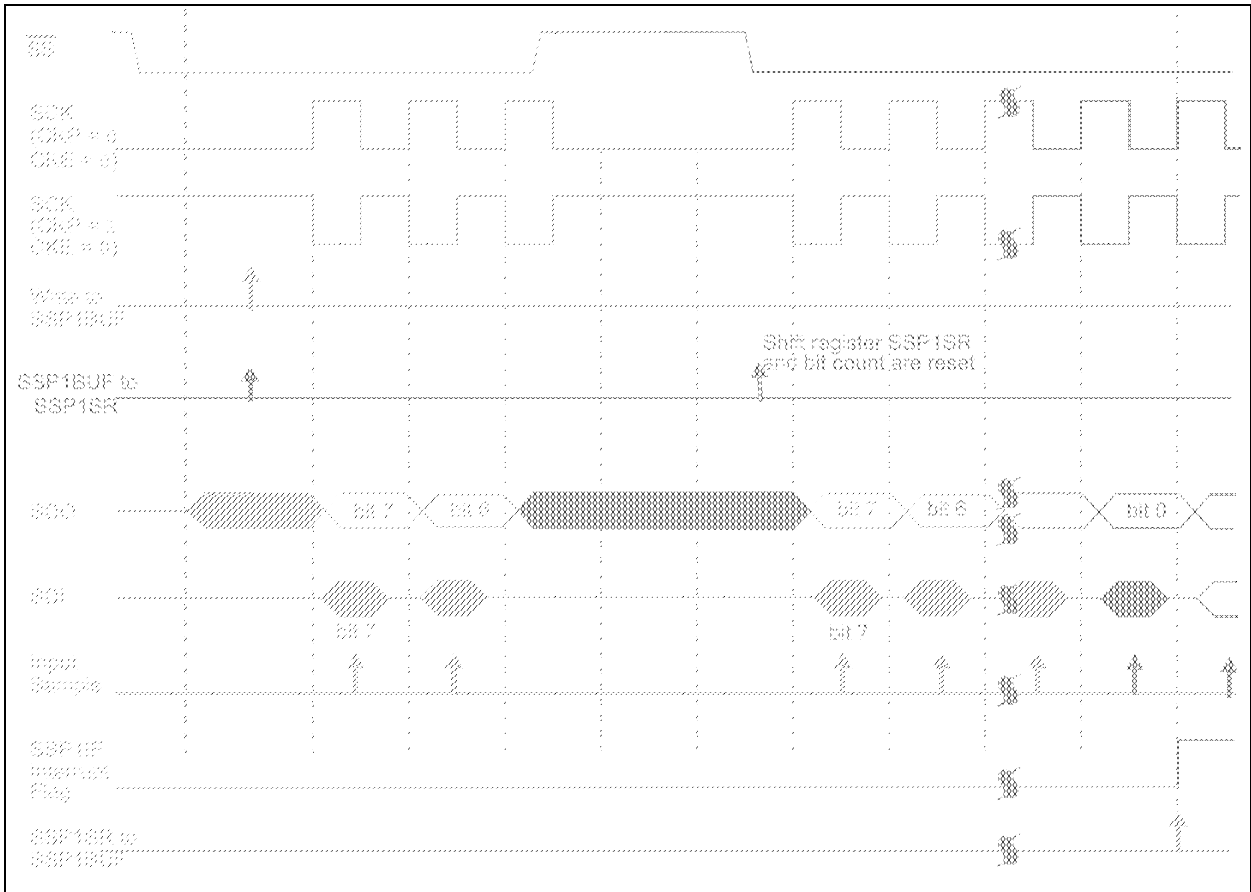 SS
SCK
(CKP = 0
CKE = 0)
SCK
(CKP = 1
CKE = 0)
Write to
SSP1BUF
Shift register SSP1SR
and bit count are reset
SSP1BUF to
SSP1SR
SDO
bit 7
bit 6
bit 7
bit 6
bit 0
SDI
bit 7
bit 7
Input
Sample
SSP1IF
Interrupt
Flag
SSP1SR to
SSP1BUF